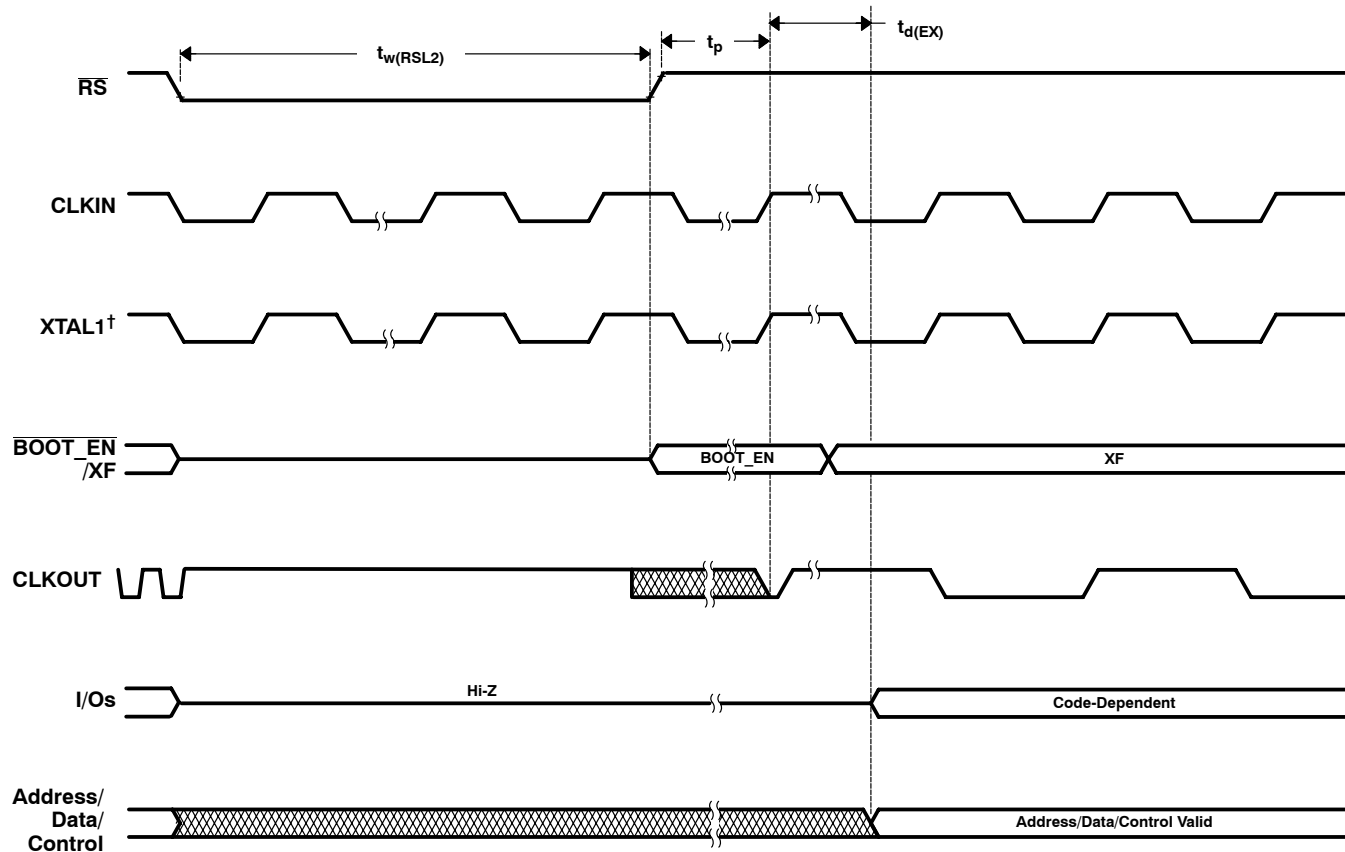 tw(RSL2)
tp
td(EX)
RS
CLKIN
XTAL1†
BOOT_EN
/XF
BOOT_EN
XF
CLKOUT
I/Os
Hi-Z
Code-Dependent
Address/
Data/
Control
Address/Data/Control Valid